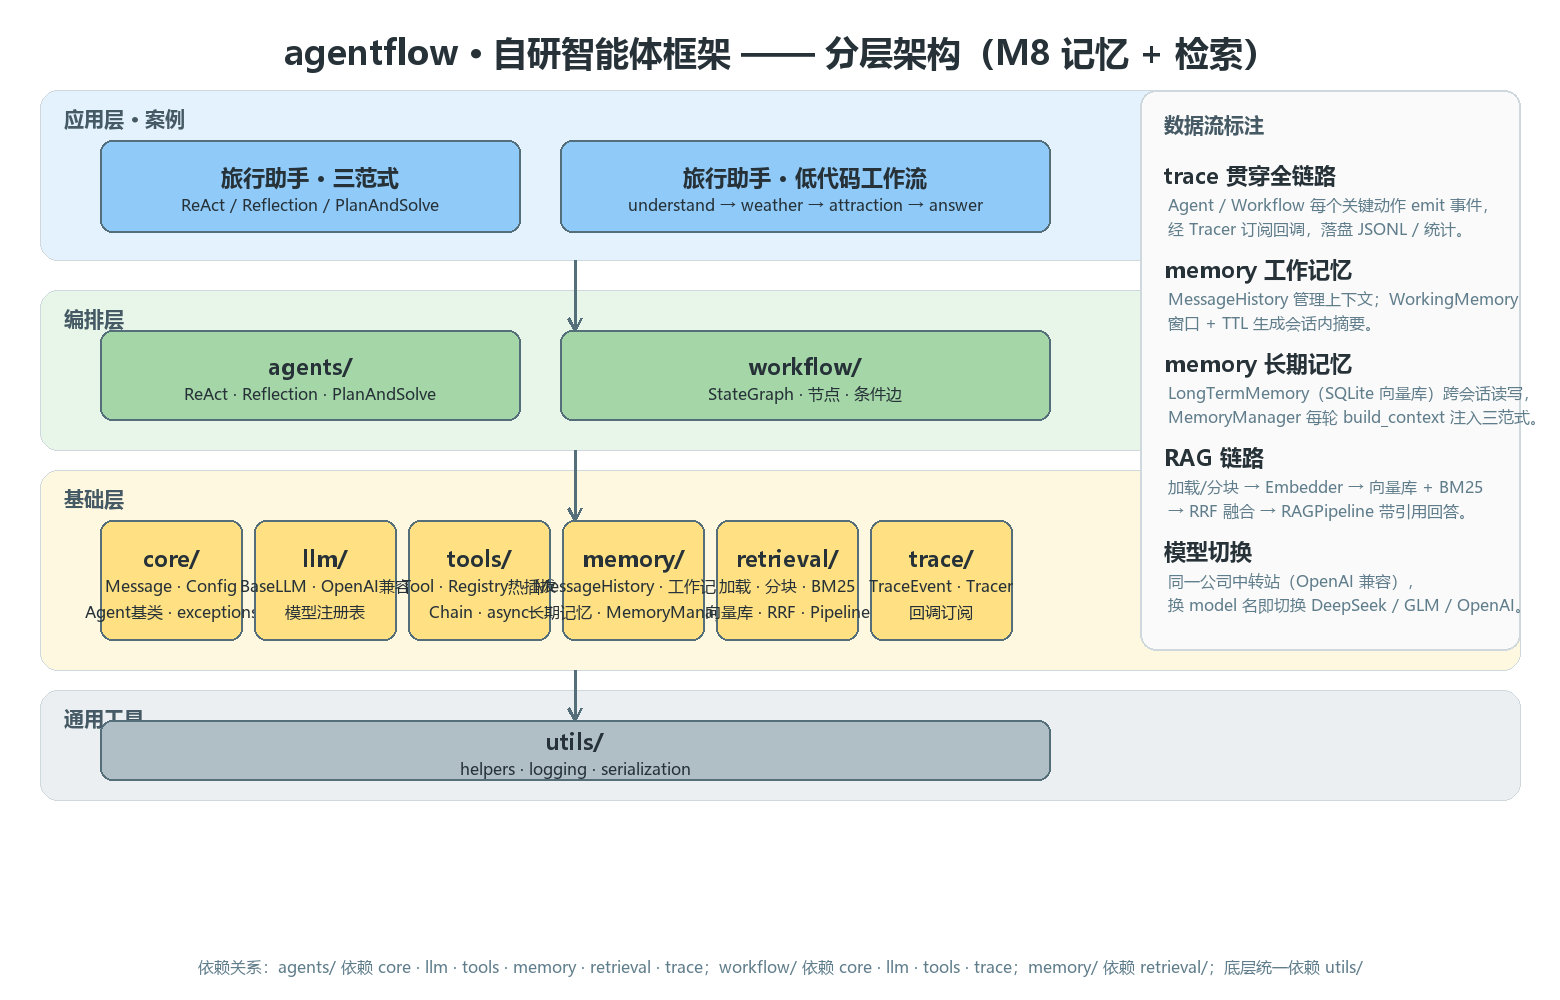 agentflow • 自研智能体框架 —— 分层架构（M8 记忆 + 检索）
应用层 • 案例
旅行助手 • 三范式
ReAct / Reflection / PlanAndSolve
旅行助手 • 低代码工作流
understand → weather → attraction → answer
编排层
agents/
ReAct · Reflection · PlanAndSolve
workflow/
StateGraph · 节点 · 条件边
基础层
core/
Message · Config
Agent基类 · exceptions
llm/
BaseLLM · OpenAI兼容
模型注册表
tools/
Tool · Registry热插拔
Chain · async
memory/
MessageHistory · 工作记
长期记忆 · MemoryMana
retrieval/
加载 · 分块 · BM25
向量库 · RRF · Pipeline
trace/
TraceEvent · Tracer
回调订阅
通用工具
utils/
helpers · logging · serialization
数据流标注
trace 贯穿全链路
Agent / Workflow 每个关键动作 emit 事件，
经 Tracer 订阅回调，落盘 JSONL / 统计。
memory 工作记忆
MessageHistory 管理上下文；WorkingMemory
窗口 + TTL 生成会话内摘要。
memory 长期记忆
LongTermMemory（SQLite 向量库）跨会话读写，
MemoryManager 每轮 build_context 注入三范式。
RAG 链路
加载/分块 → Embedder → 向量库 + BM25
→ RRF 融合 → RAGPipeline 带引用回答。
模型切换
同一公司中转站（OpenAI 兼容），
换 model 名即切换 DeepSeek / GLM / OpenAI。
依赖关系：agents/ 依赖 core · llm · tools · memory · retrieval · trace；workflow/ 依赖 core · llm · tools · trace；memory/ 依赖 retrieval/；底层统一依赖 utils/